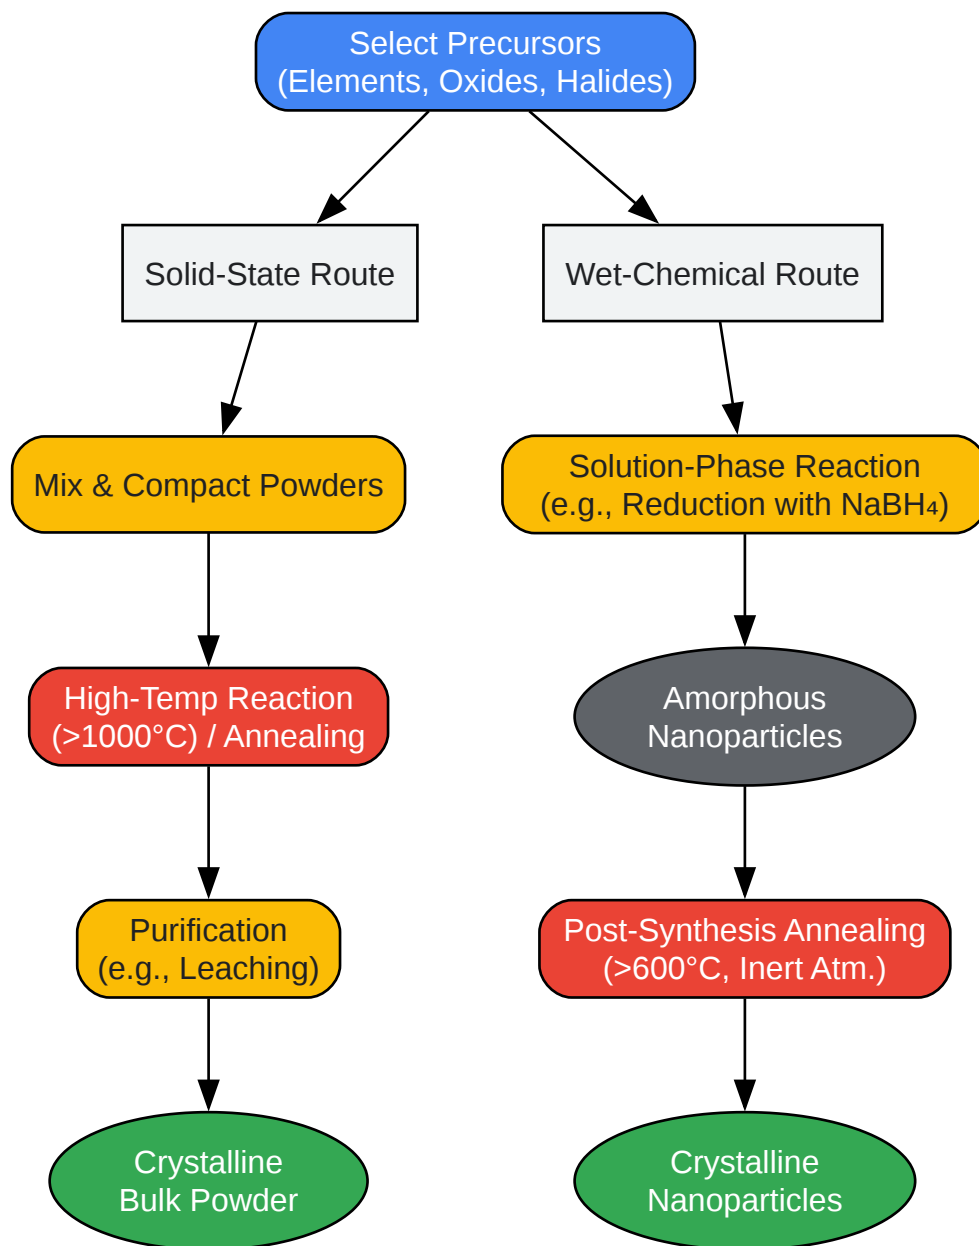 Select Precursors
(Elements, Oxides, Halides)
Solid-State Route
Wet-Chemical Route
Mix & Compact Powders
Solution-Phase Reaction
(e.g., Reduction with NaBH₄)
High-Temp Reaction
(>1000°C) / Annealing
Amorphous
Nanoparticles
Purification
(e.g., Leaching)
Post-Synthesis Annealing
(>600°C, Inert Atm.)
Crystalline
Bulk Powder
Crystalline
Nanoparticles